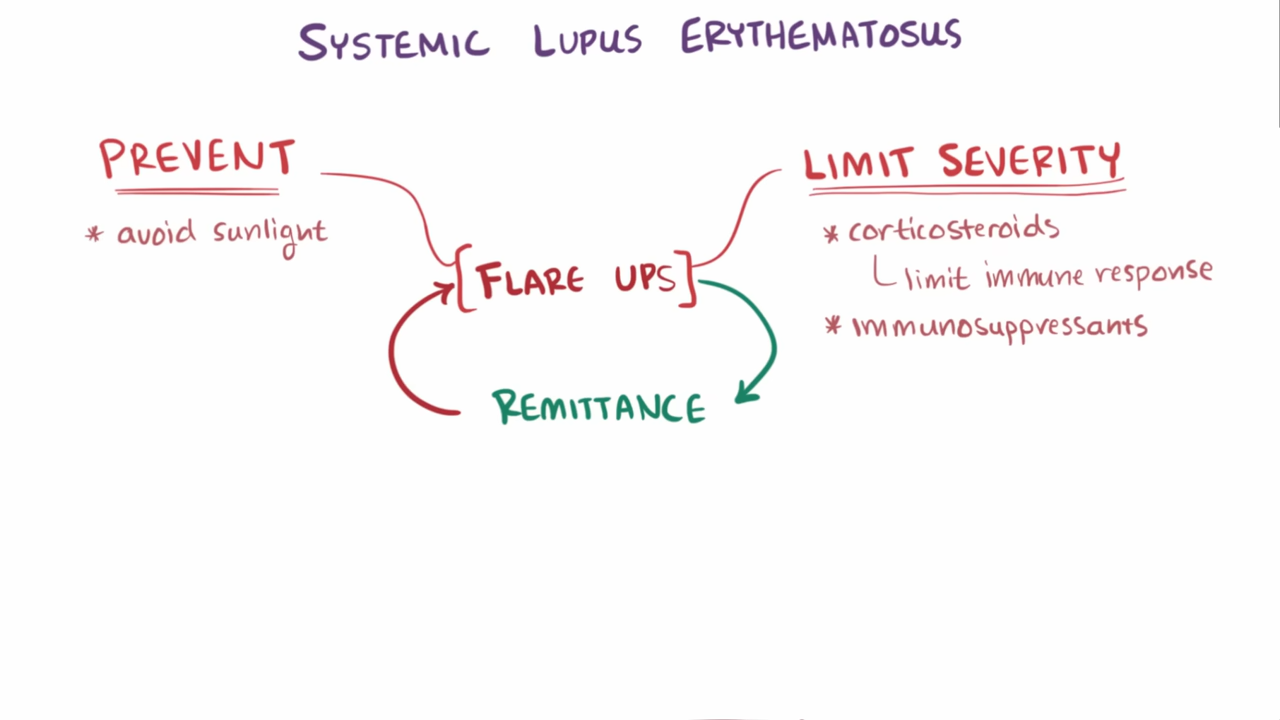 SYSTEMIC LUPUS ERYTHEMATOSUS
PREVENT
* avoid sunlight
LIMIT SEVERITY
* corticosteroids
limit immune response
* immunosuppressants
[FLARE UPS]
REMITTANCE